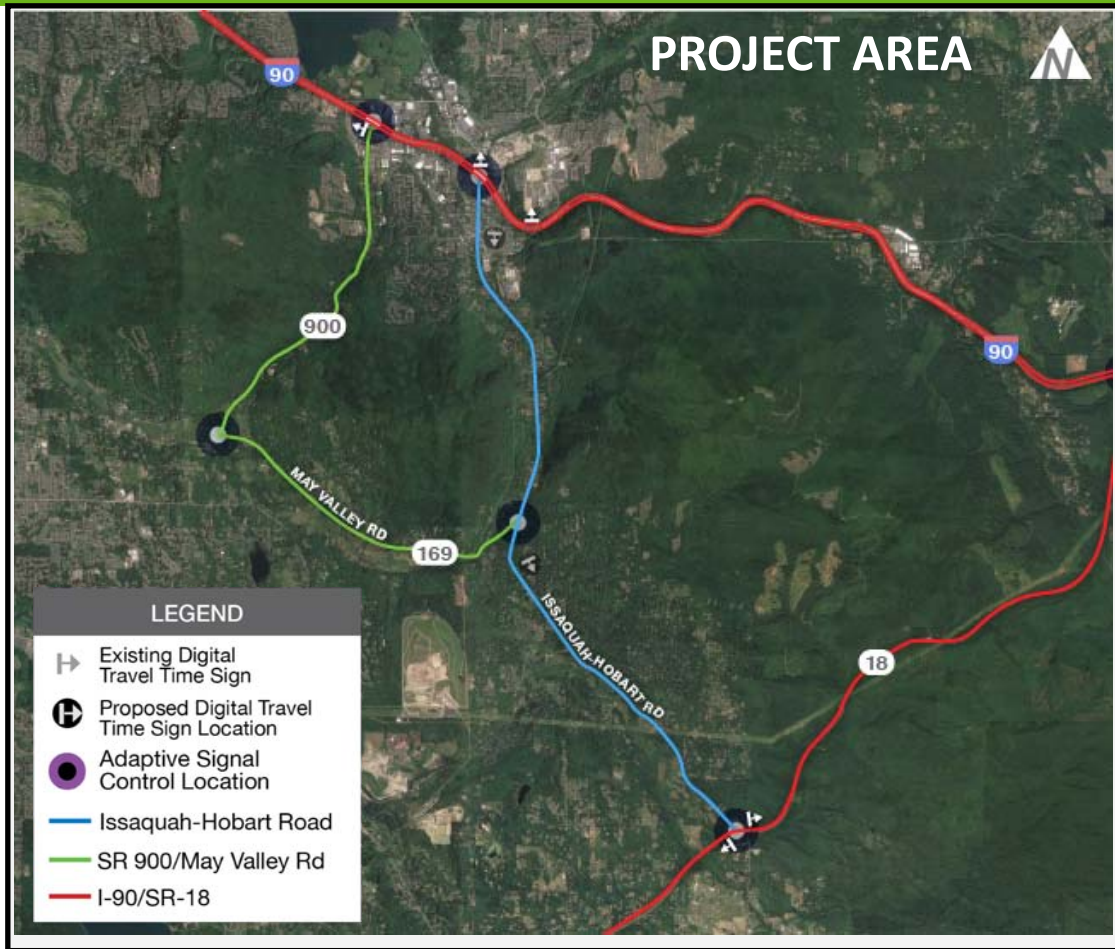 PROJECT AREA
N
90
900
90
MAY VALLEY RD
169
ISSAQUAH-HOBART RD
18
LEGEND
Existing Digital
Travel Time Sign
Proposed Digital Travel
Time Sign Location
Adaptive Signal
Control Location
Issaquah-Hobart Road
SR 900/May Valley Rd
I-90/SR-18